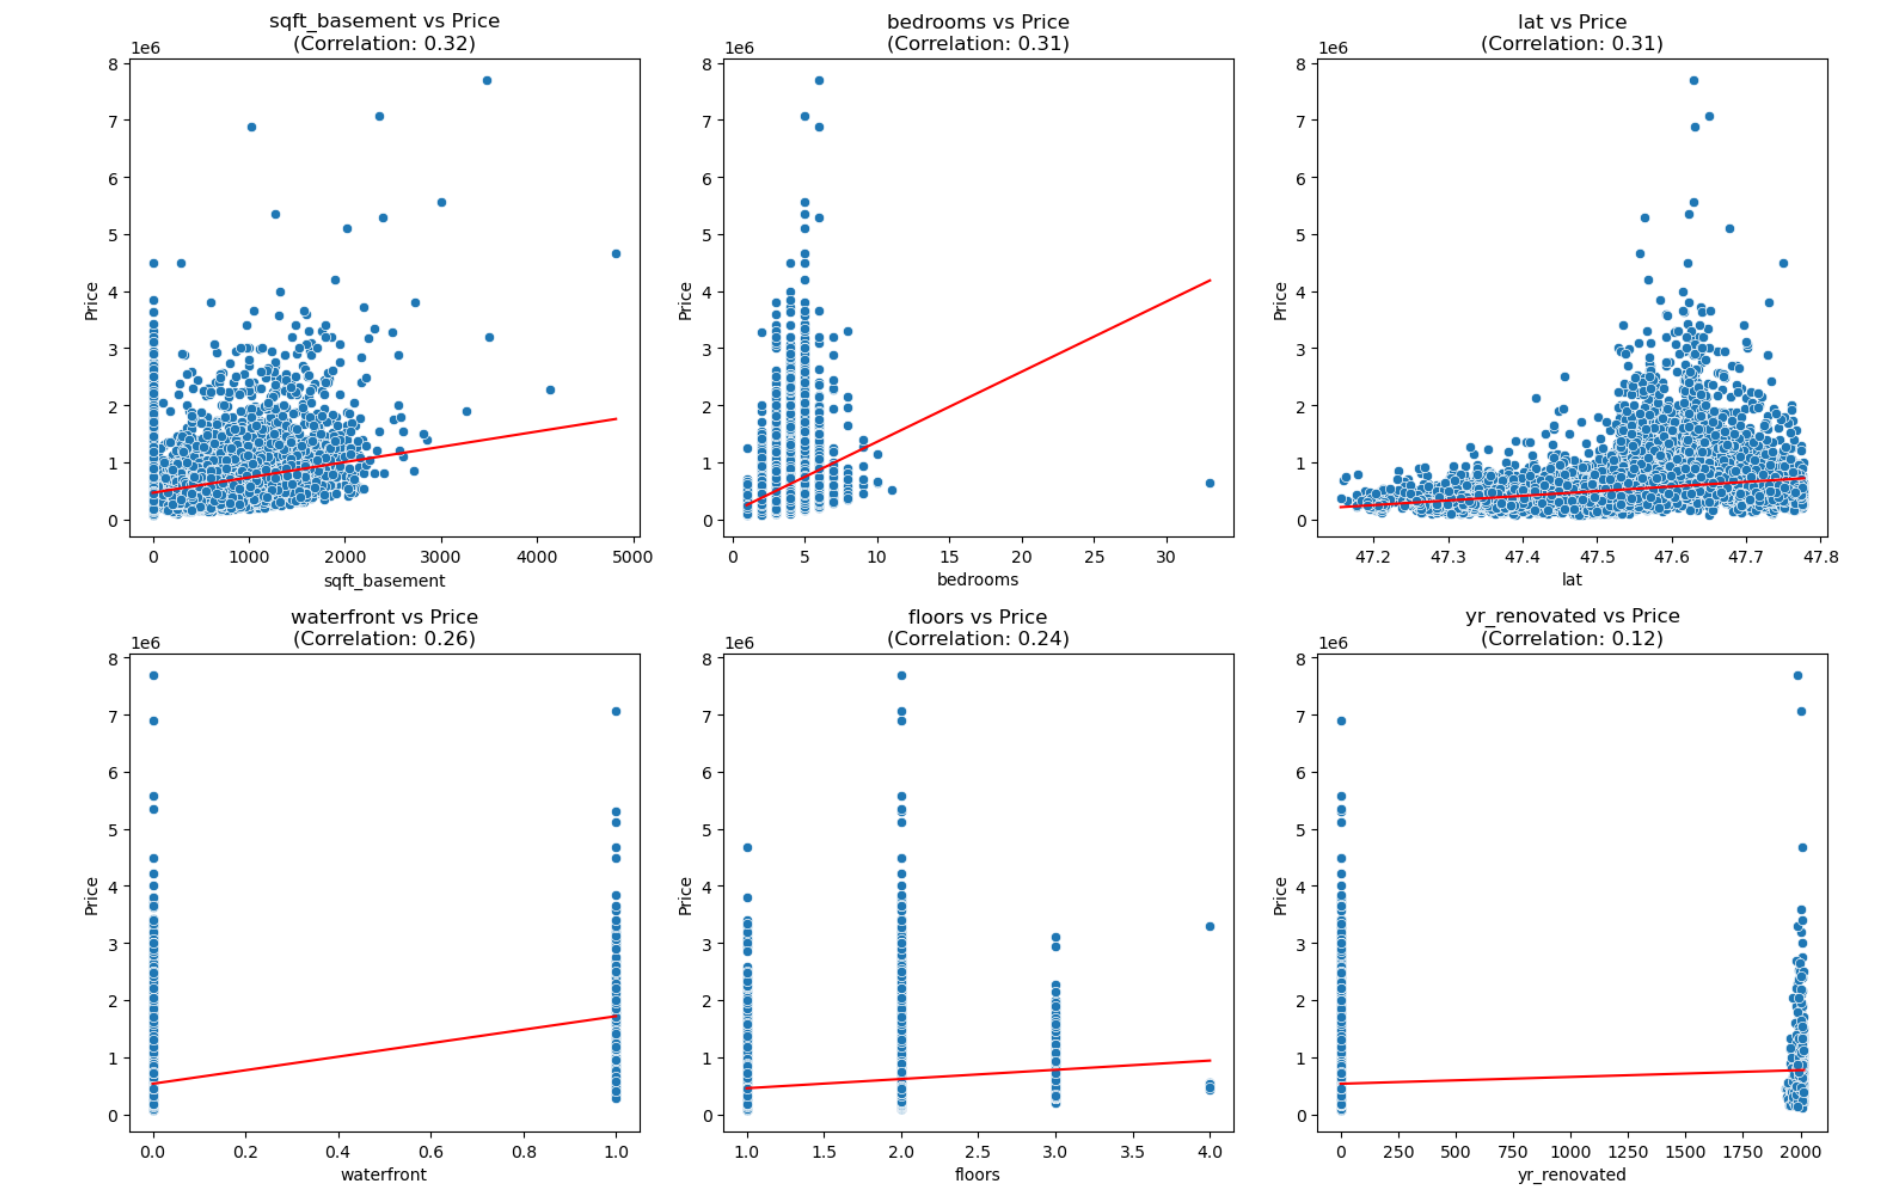 sqft_basement vs Price
(Correlation: 0.32)
1e6
8
7
6
5
4
3
2
1
0
Price
0 1000 2000 3000 4000 5000
sqft_basement
bedrooms vs Price
(Correlation: 0.31)
1e6
8
7
6
5
4
3
2
1
0
Price
0 5 10 15 20 25 30
bedrooms
lat vs Price
(Correlation: 0.31)
1e6
8
7
6
5
4
3
2
1
0
Price
47.2 47.3 47.4 47.5 47.6 47.7 47.8
lat
waterfront vs Price
(Correlation: 0.26)
1e6
8
7
6
5
4
3
2
1
0
Price
0.0 0.2 0.4 0.6 0.8 1.0
waterfront
floors vs Price
(Correlation: 0.24)
1e6
8
7
6
5
4
3
2
1
0
Price
1.0 1.5 2.0 2.5 3.0 3.5 4.0
floors
yr_renovated vs Price
(Correlation: 0.12)
1e6
8
7
6
5
4
3
2
1
0
Price
0 250 500 750 1000 1250 1500 1750 2000
yr_renovated